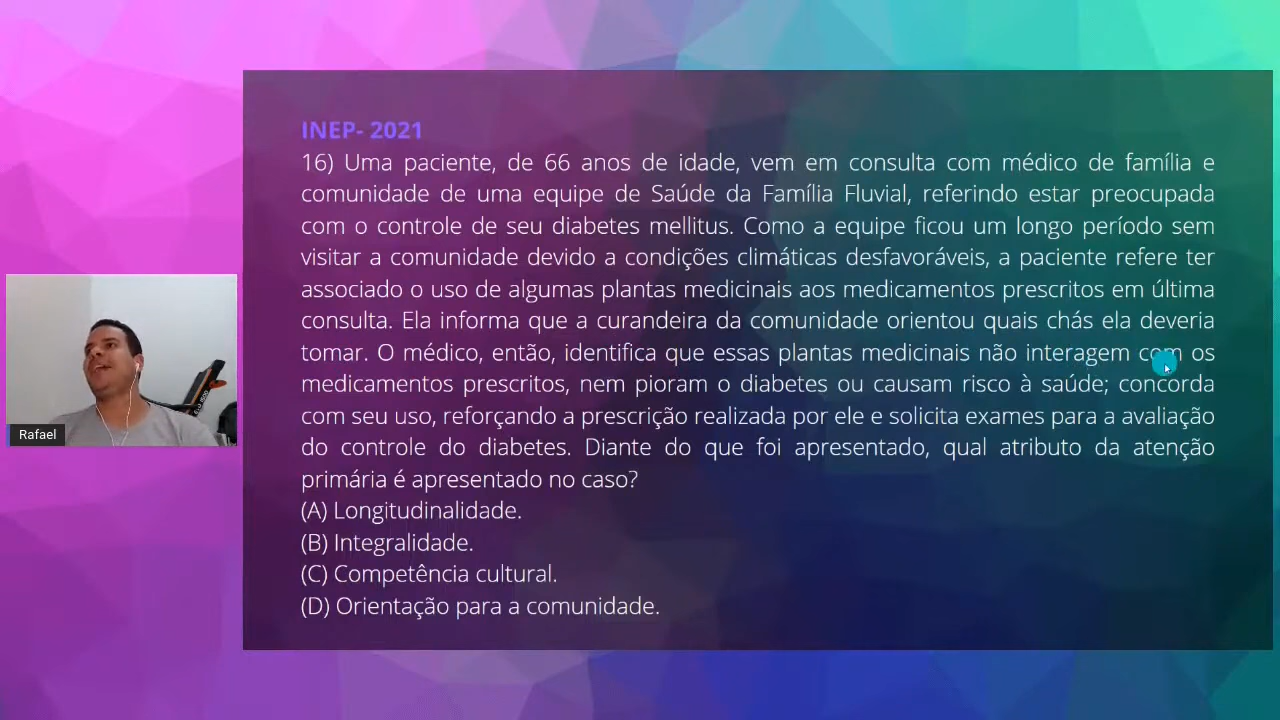 INEP- 2021
16) Uma paciente, de 66 anos de idade, vem em consulta com médico de família e
comunidade de uma equipe de Saúde da Família Fluvial, referindo estar preocupada
com o controle de seu diabetes mellitus. Como a equipe ficou um longo período sem
visitar a comunidade devido a condições climáticas desfavoráveis, a paciente refere ter
associado o uso de algumas plantas medicinais aos medicamentos prescritos em última
consulta. Ela informa que a curandeira da comunidade orientou quais chás ela deveria
tomar. O médico, então, identifica que essas plantas medicinais não interagem com os
medicamentos prescritos, nem pioram o diabetes ou causam risco à saúde; concorda
com seu uso, reforçando a prescrição realizada por ele e solicita exames para a avaliação
do controle do diabetes. Diante do que foi apresentado, qual atributo da atenção
primária é apresentado no caso?
(A) Longitudinalidade.
(B) Integralidade.
(C) Competência cultural.
(D) Orientação para a comunidade.
Rafael